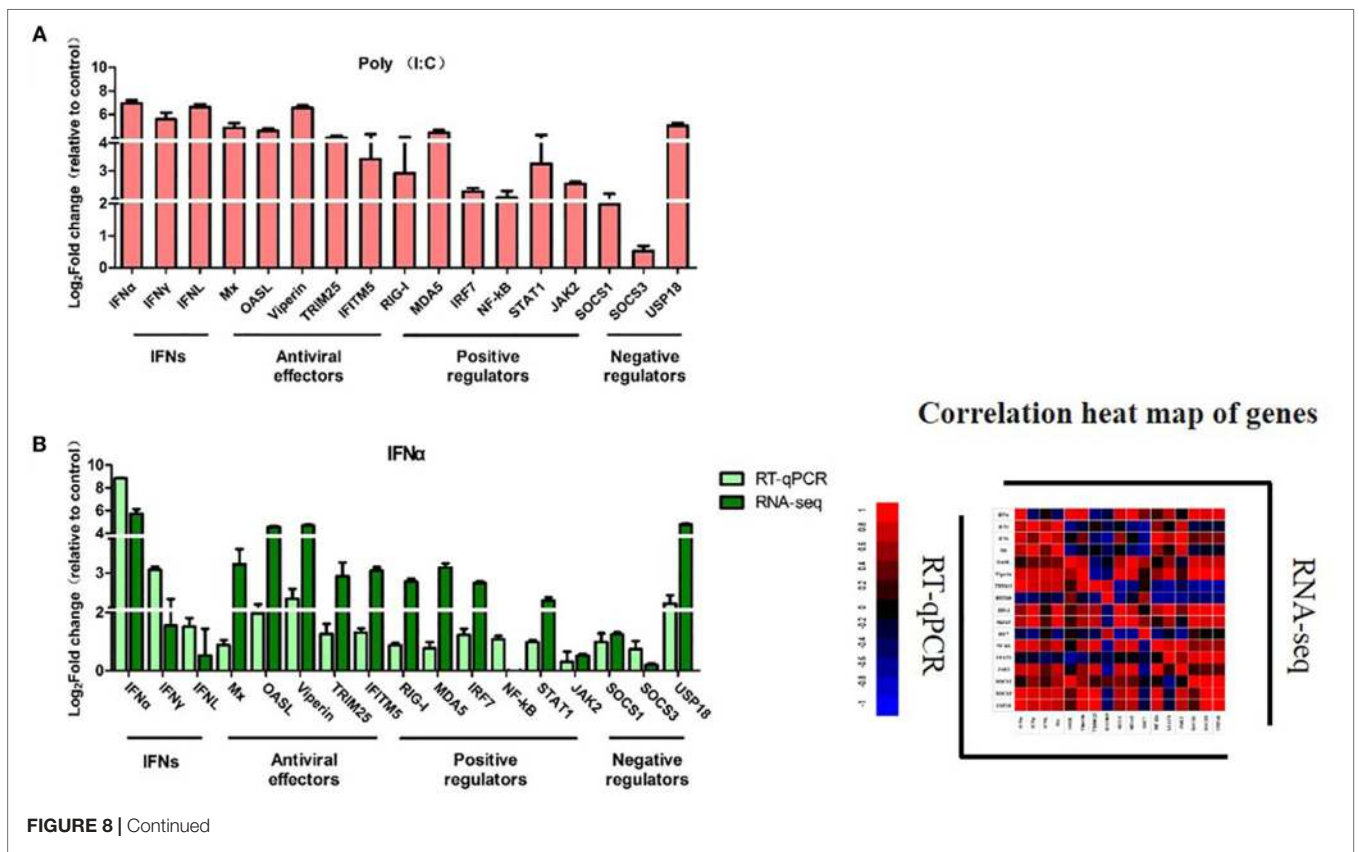 A
Poly (I:C)
Log₂Fold change (relative to control)
10
8
6
4
3
2
1
0
IFNα
IFNγ
IFNL
Mx
OASL
Viperin
TRIM25
IFITM5
RIG-I
MDA5
IRF7
NF-kB
STAT1
JAK2
SOCS1
SOCS3
USP18
IFNs
Antiviral
effectors
Positive
regulators
Negative
regulators
B
IFNα
Log₂Fold change (relative to control)
10
8
6
4
3
2
0
RT-qPCR
RNA-seq
IFNα
IFNγ
IFNL
Mx
OASL
Viperin
TRIM25
IFITM5
RIG-I
MDA5
IRF7
NF-kB
STAT1
JAK2
SOCS1
SOCS3
USP18
IFNs
Antiviral
effectors
Positive
regulators
Negative
regulators
Correlation heat map of genes
1
0.8
0.6
0.4
0.2
0
-0.2
-0.4
-0.6
-0.8
-1
RT-qPCR
RNA-seq
FIGURE 8 | Continued